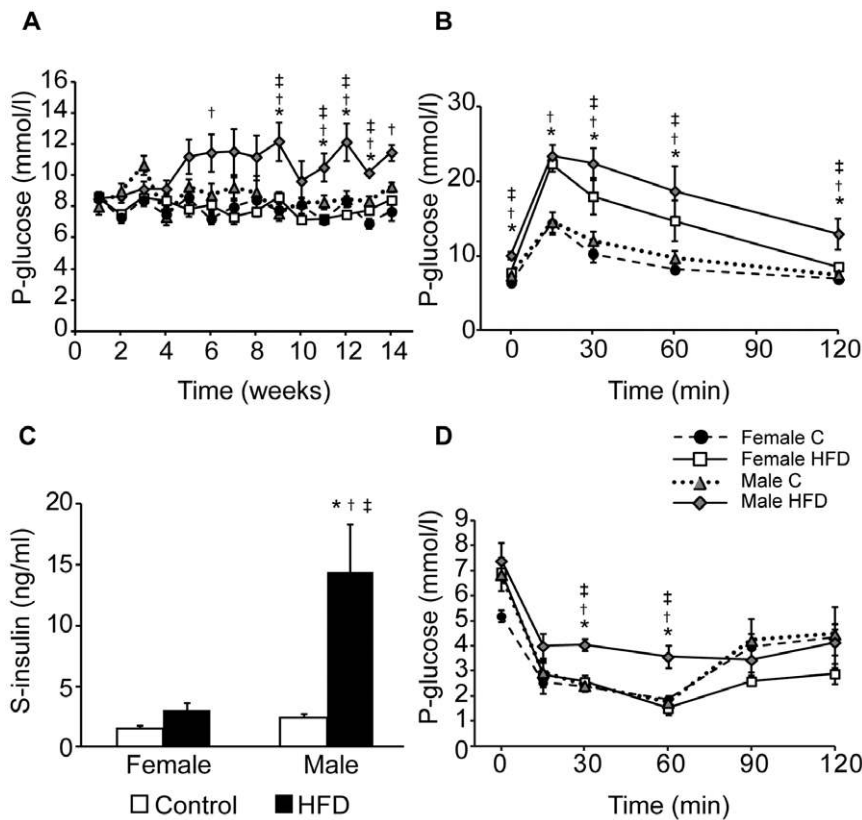 A
P-glucose (mmol/l)
16
14
12
10
8
6
4
2
0
0 2 4 6 8 10 12 14
Time (weeks)
†
‡
†
*
‡
†
*
‡
†
*
‡
†
*
†
B
P-glucose (mmol/l)
30
20
10
0
0 30 60 90 120
Time (min)
‡
†
*
†
*
‡
†
*
‡
†
*
‡
†
*
C
S-insulin (ng/ml)
20
15
10
5
0
* † ‡
Female Male
Control HFD
D
Female C
Female HFD
Male C
Male HFD
P-glucose (mmol/l)
9
8
7
6
5
4
3
2
1
0
‡
†
*
‡
†
*
0 30 60 90 120
Time (min)